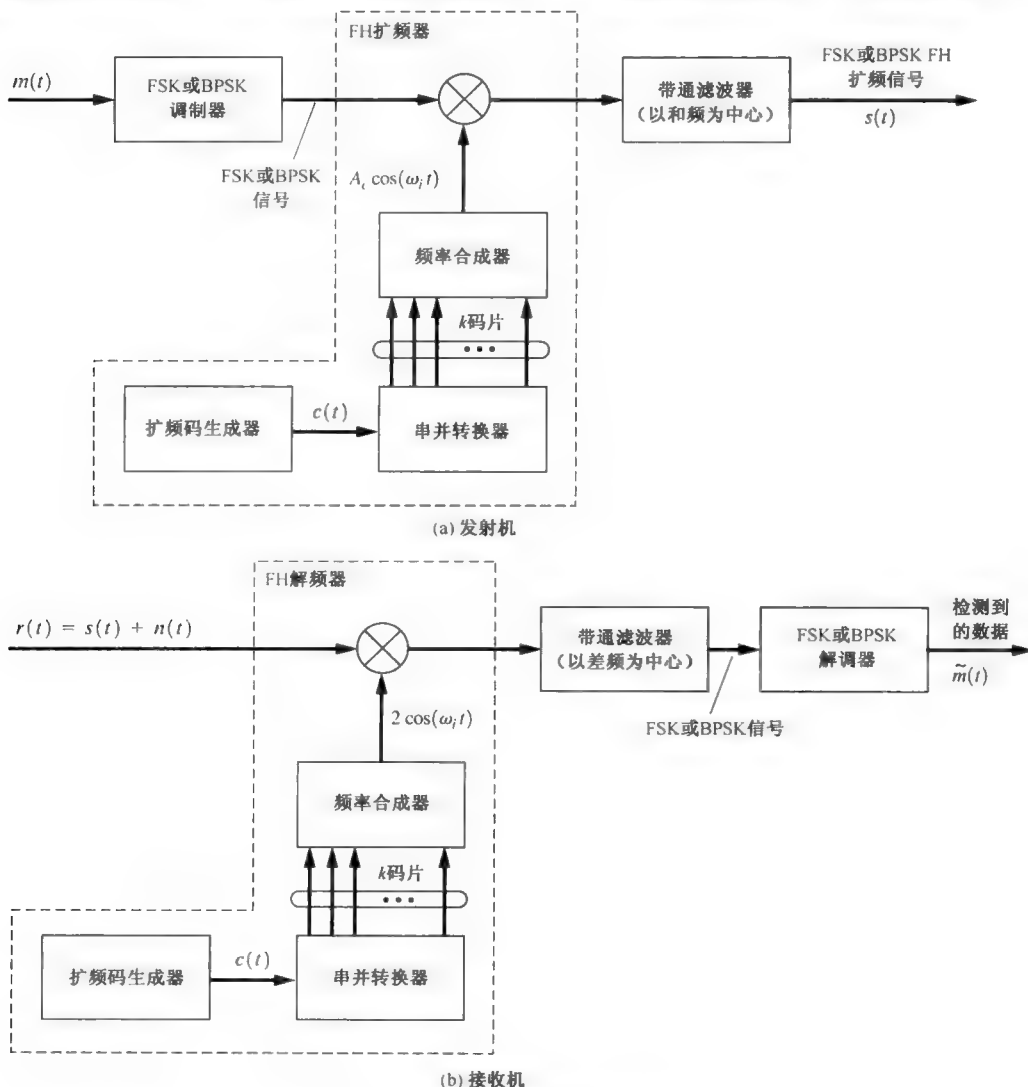 FH扩频器
m(t)
FSK或BPSK
调制器
FSK或BPSK
信号
A_c cos(ω_i t)
带通滤波器
(以和频为中心)
FSK或BPSK FH
扩频信号
s(t)
频率合成器
k码片
扩频码生成器
c(t)
串并转换器
(a) 发射机
FH解频器
r(t) = s(t) + n(t)
2 cos(ω_i t)
带通滤波器
(以差频为中心)
FSK或BPSK信号
FSK或BPSK
解调器
检测到
的数据
m̃(t)
频率合成器
k码片
扩频码生成器
c(t)
串并转换器
(b) 接收机